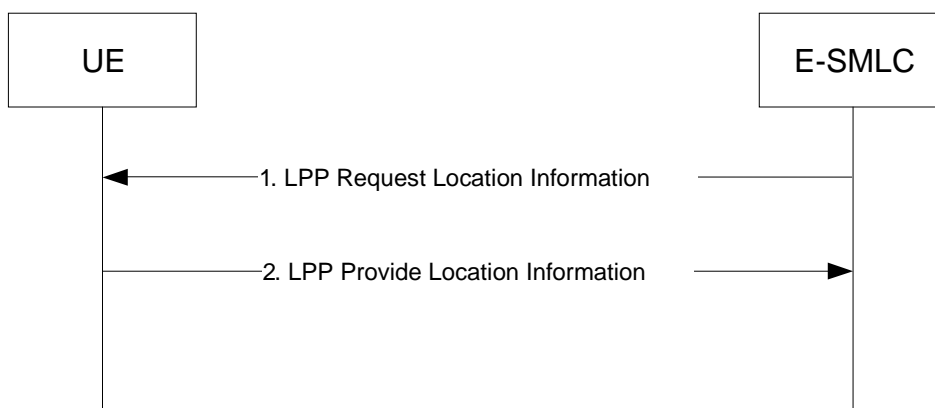 UE
E-SMLC
1. LPP Request Location Information
2. LPP Provide Location Information